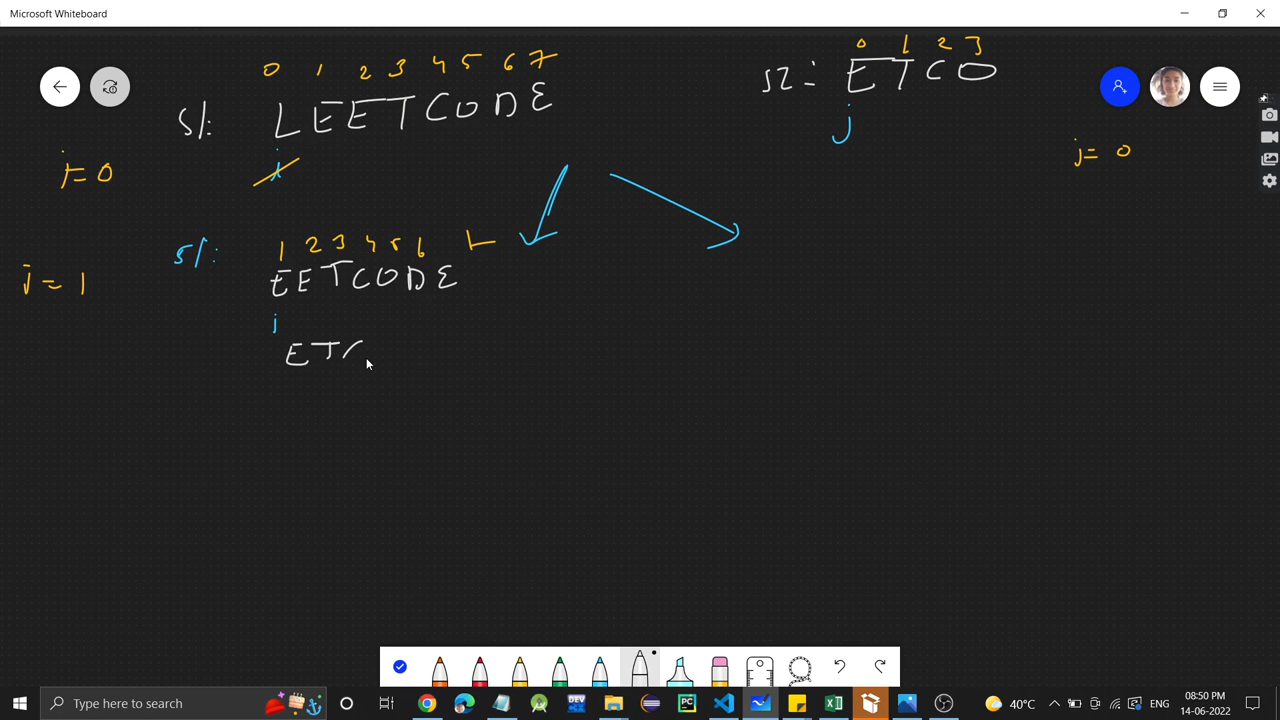 Microsoft Whiteboard
0 1 2 3 4 5 6 7
S1: LEETCODE
0 1 2 3
S2: ETCO
i
j
i=0
j= 0
1 2 3 4 5 6 7
S1: EETCODE
i = 1
i
ETC
Type here to search
40°C
ENG
08:50 PM
14-06-2022